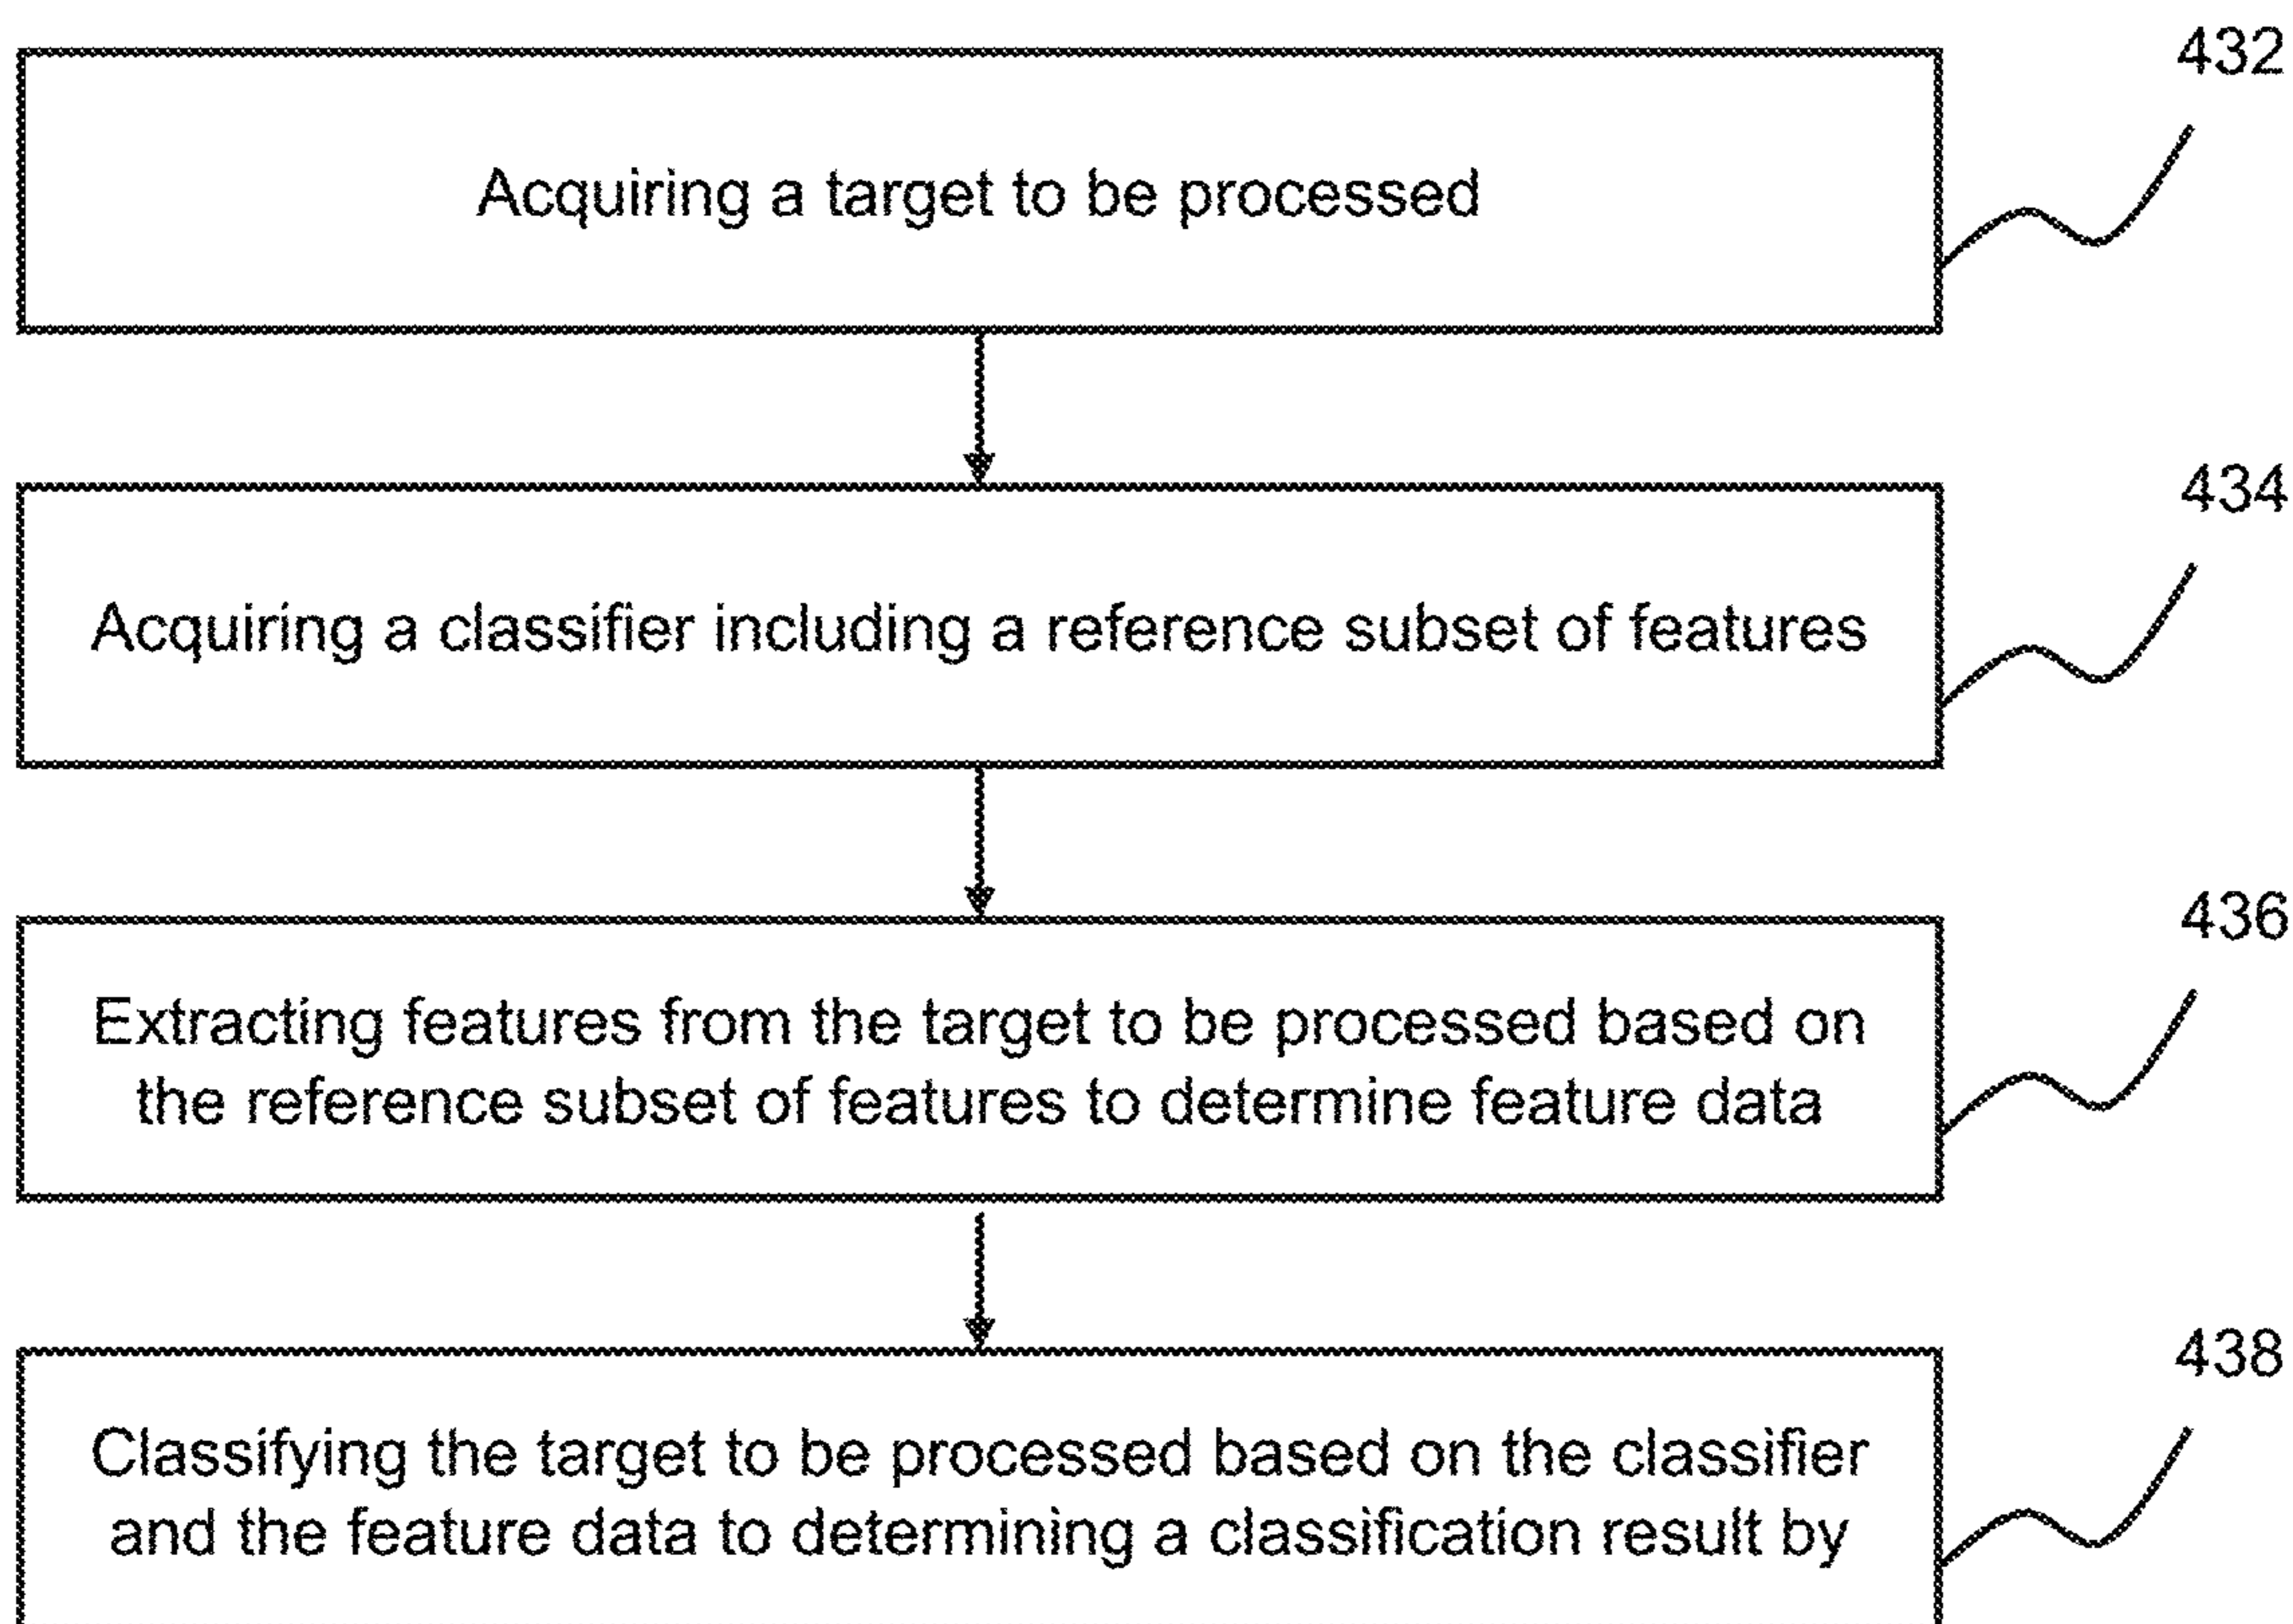 432
Acquiring a target to be processed
434
Acquiring a classifier including a reference subset of features
436
Extracting features from the target to be processed based on
the reference subset of features to determine feature data
438
Classifying the target to be processed based on the classifier
and the feature data to determining a classification result by